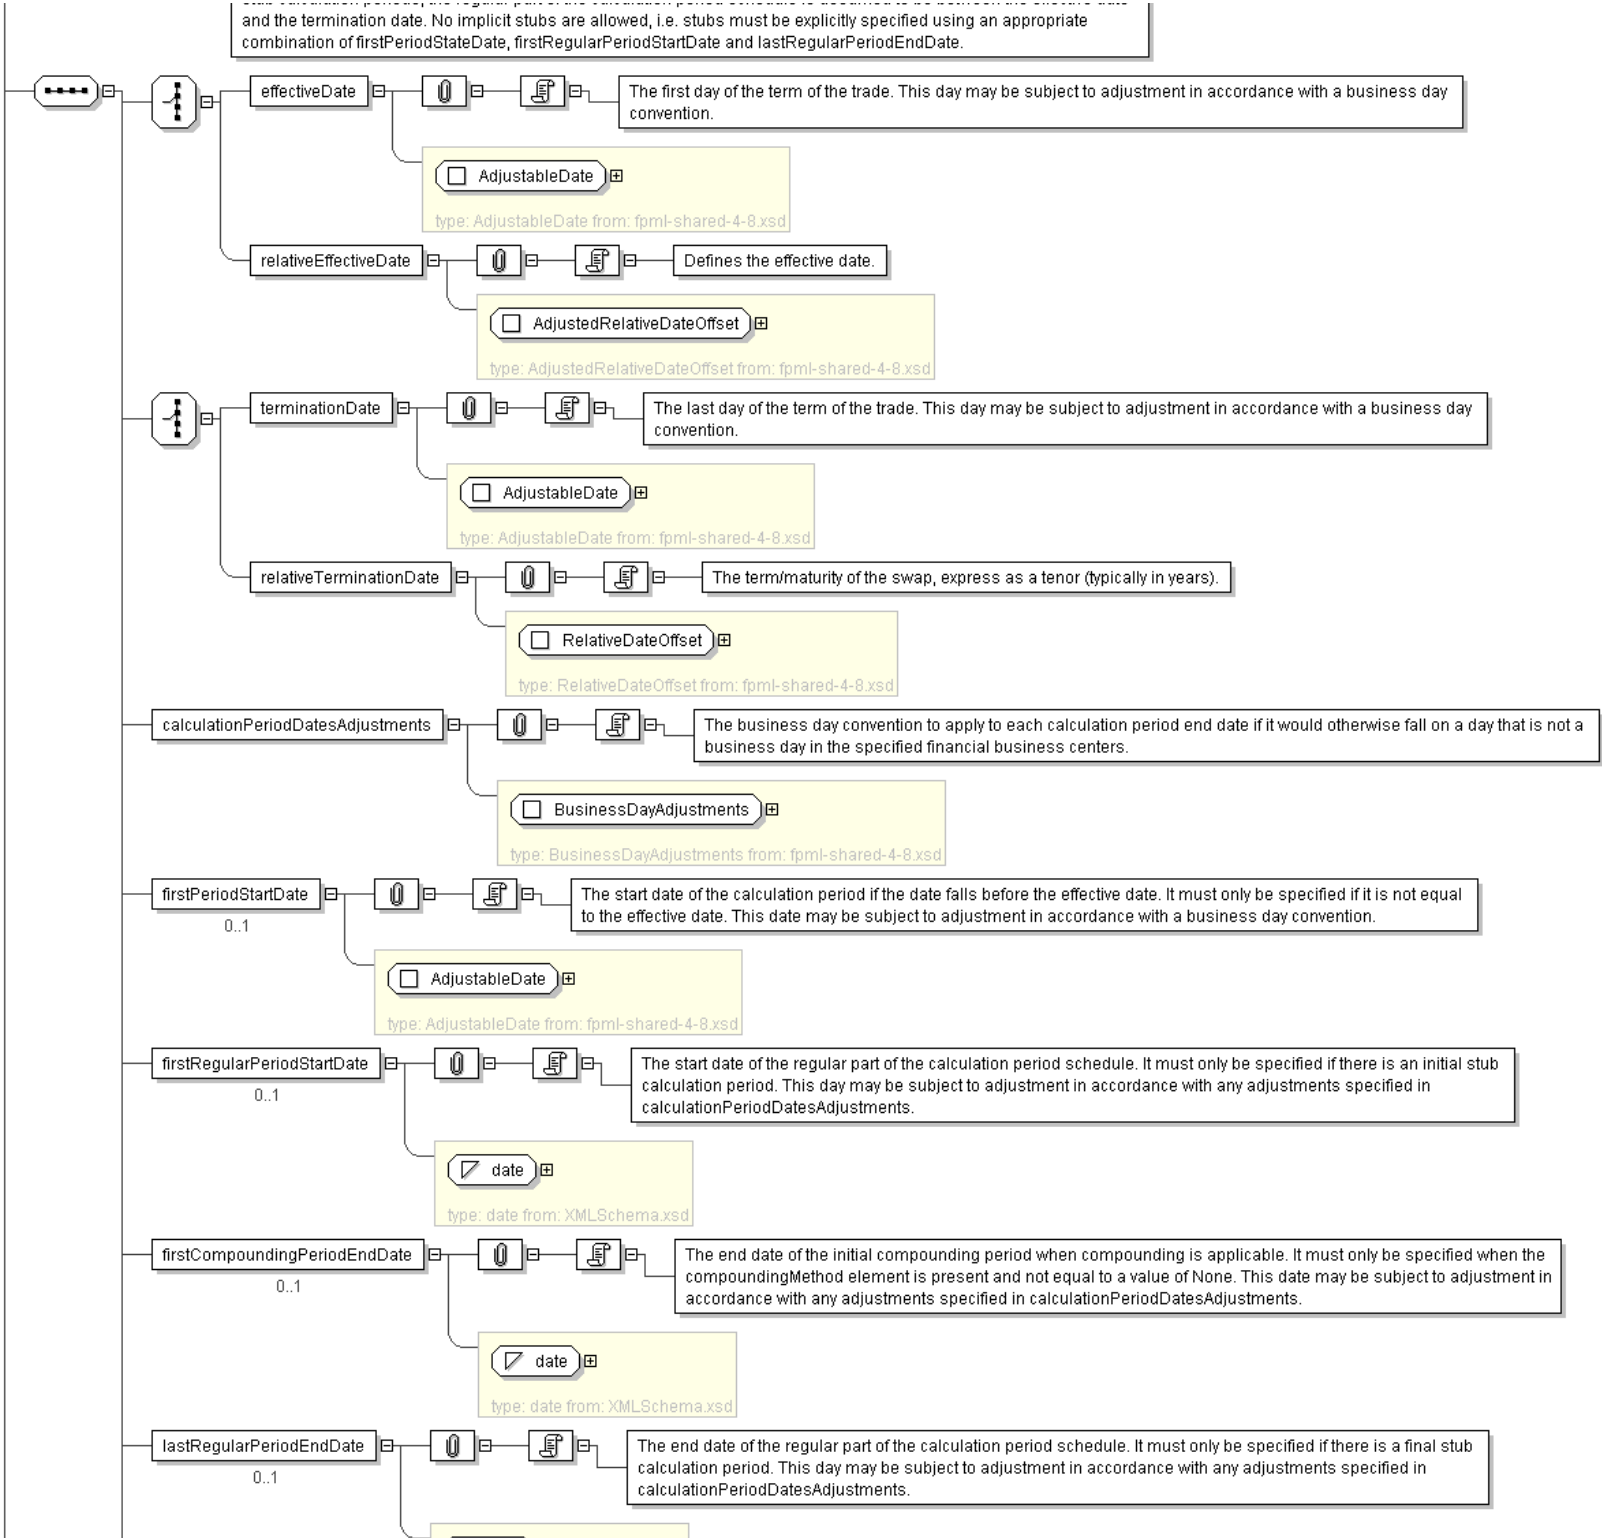 and the termination date. No implicit stubs are allowed, i.e. stubs must be explicitly specified using an appropriate
combination of firstPeriodStateDate, firstRegularPeriodStartDate and lastRegularPeriodEndDate.
effectiveDate
The first day of the term of the trade. This day may be subject to adjustment in accordance with a business day
convention.
AdjustableDate
type: AdjustableDate from: fpml-shared-4-8.xsd
relativeEffectiveDate
Defines the effective date.
AdjustedRelativeDateOffset
type: AdjustedRelativeDateOffset from: fpml-shared-4-8.xsd
terminationDate
The last day of the term of the trade. This day may be subject to adjustment in accordance with a business day
convention.
AdjustableDate
type: AdjustableDate from: fpml-shared-4-8.xsd
relativeTerminationDate
The term/maturity of the swap, express as a tenor (typically in years).
RelativeDateOffset
type: RelativeDateOffset from: fpml-shared-4-8.xsd
calculationPeriodDatesAdjustments
The business day convention to apply to each calculation period end date if it would otherwise fall on a day that is not a
business day in the specified financial business centers.
BusinessDayAdjustments
type: BusinessDayAdjustments from: fpml-shared-4-8.xsd
firstPeriodStartDate
0..1
The start date of the calculation period if the date falls before the effective date. It must only be specified if it is not equal
to the effective date. This date may be subject to adjustment in accordance with a business day convention.
AdjustableDate
type: AdjustableDate from: fpml-shared-4-8.xsd
firstRegularPeriodStartDate
0..1
The start date of the regular part of the calculation period schedule. It must only be specified if there is an initial stub
calculation period. This day may be subject to adjustment in accordance with any adjustments specified in
calculationPeriodDatesAdjustments.
date
type: date from: XMLSchema.xsd
firstCompoundingPeriodEndDate
0..1
The end date of the initial compounding period when compounding is applicable. It must only be specified when the
compoundingMethod element is present and not equal to a value of None. This date may be subject to adjustment in
accordance with any adjustments specified in calculationPeriodDatesAdjustments.
date
type: date from: XMLSchema.xsd
lastRegularPeriodEndDate
0..1
The end date of the regular part of the calculation period schedule. It must only be specified if there is a final stub
calculation period. This day may be subject to adjustment in accordance with any adjustments specified in
calculationPeriodDatesAdjustments.